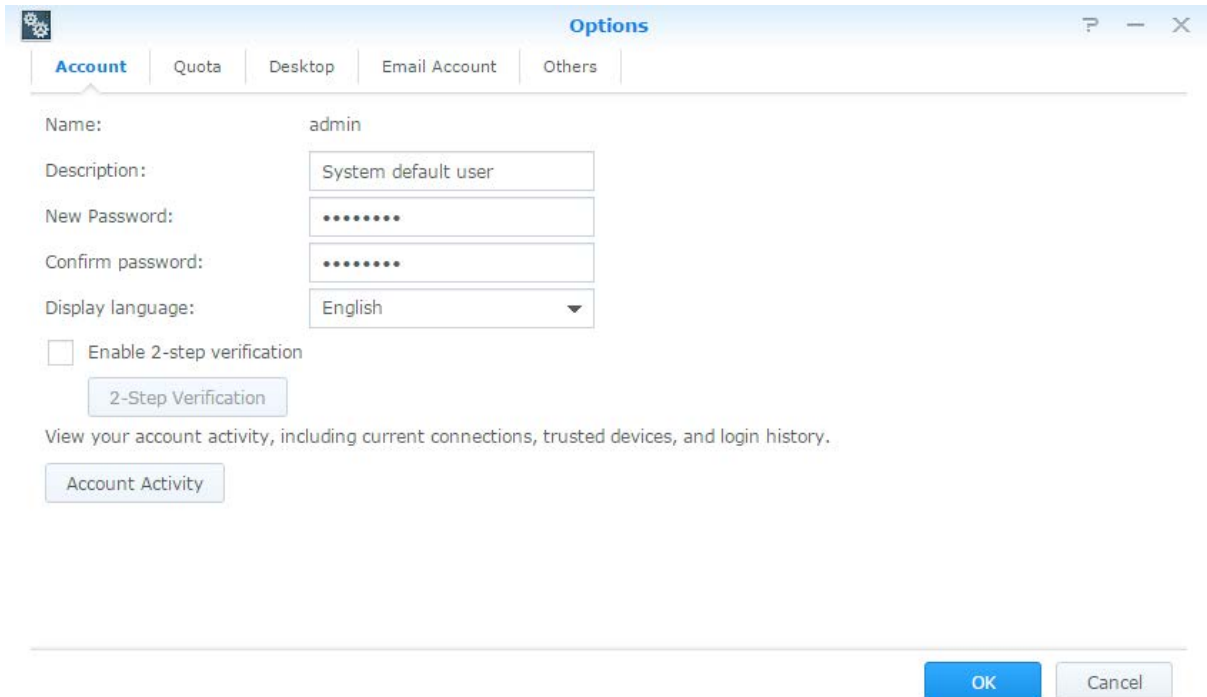 Options
Account Quota Desktop Email Account Others
Name: admin
Description: System default user
New Password: ••••••••
Confirm password: ••••••••
Display language: English
Enable 2-step verification
2-Step Verification
View your account activity, including current connections, trusted devices, and login history.
Account Activity
OK Cancel